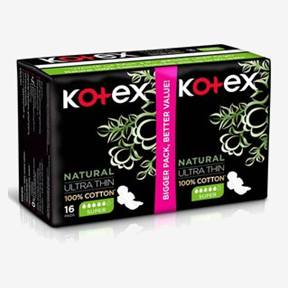 Kotex
NATURAL
ULTRA THIN
100% COTTON*
16
PADS
SUPER
BIGGER PACK, BETTER VALUE!
Kotex
NATURAL
ULTRA THIN
100% COTTON*
SUPER